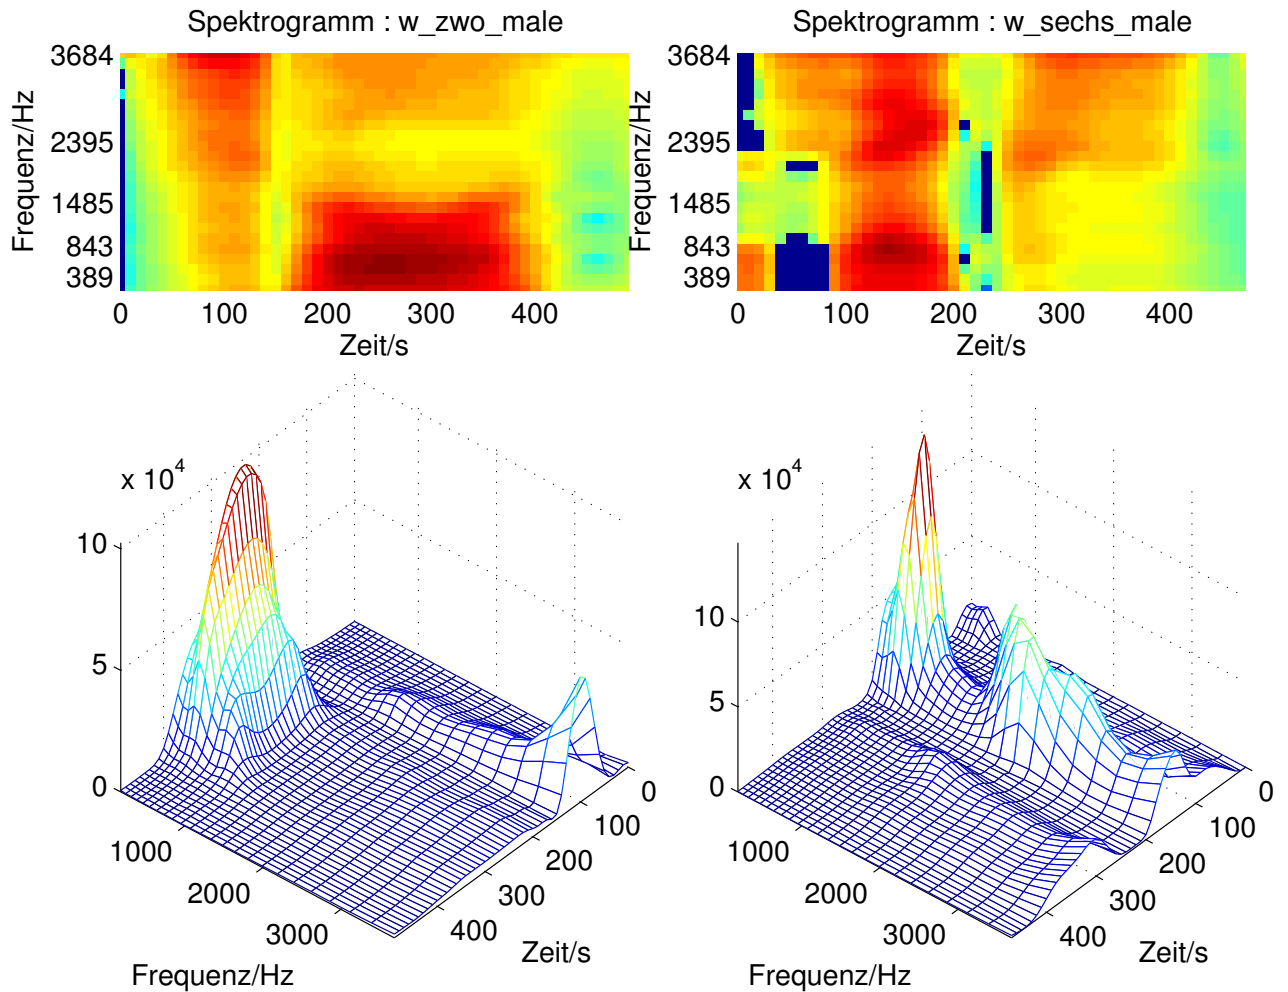 Spektrogramm : w_zwo_male
3684
2395
1485
843
389
Frequenz/Hz
0 100 200 300 400
Zeit/s
Spektrogramm : w_sechs_male
3684
2395
1485
843
389
Frequenz/Hz
0 100 200 300 400
Zeit/s
x 10^4
10
5
0
1000
2000
3000
Frequenz/Hz
0
100
200
300
400
Zeit/s
x 10^4
10
5
0
1000
2000
3000
Frequenz/Hz
0
100
200
300
400
Zeit/s